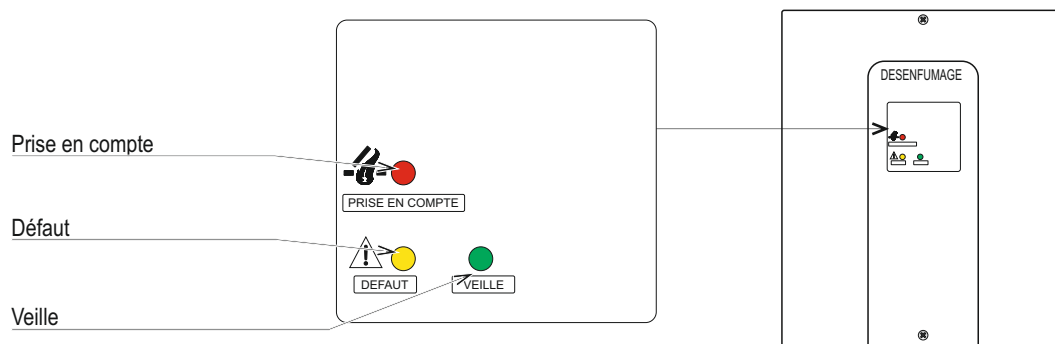 DESENFUMAGE
Prise en compte
PRISE EN COMPTE
Défaut
DEFAUT
VEILLE
Veille